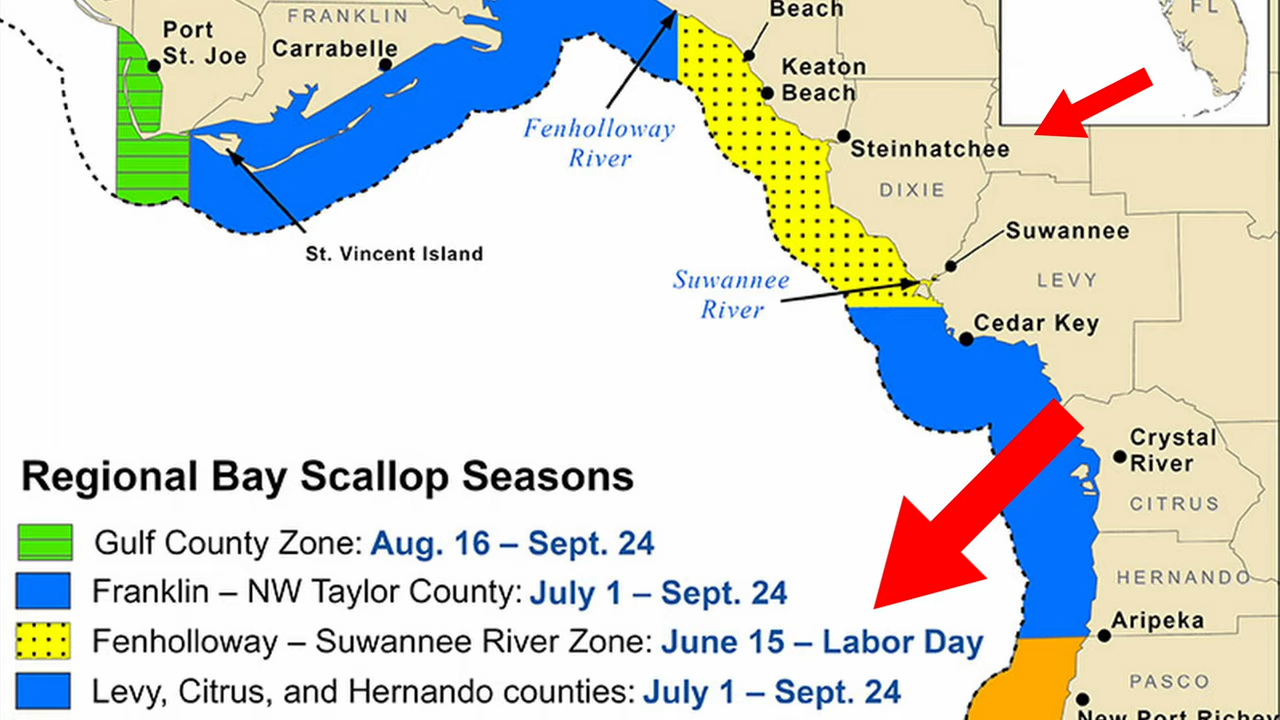 FL
Beach
FRANKLIN
Port
St. Joe
Carrabelle
Keaton
Beach
Fenholloway
River
Steinhatchee
DIXIE
St. Vincent Island
Suwannee
Suwannee
River
LEVY
Cedar Key
Crystal
River
CITRUS
Regional Bay Scallop Seasons
Gulf County Zone: Aug. 16 – Sept. 24
Franklin – NW Taylor County: July 1 – Sept. 24
HERNANDO
Aripeka
Fenholloway – Suwannee River Zone: June 15 – Labor Day
PASCO
Levy, Citrus, and Hernando counties: July 1 – Sept. 24
New Port Richey